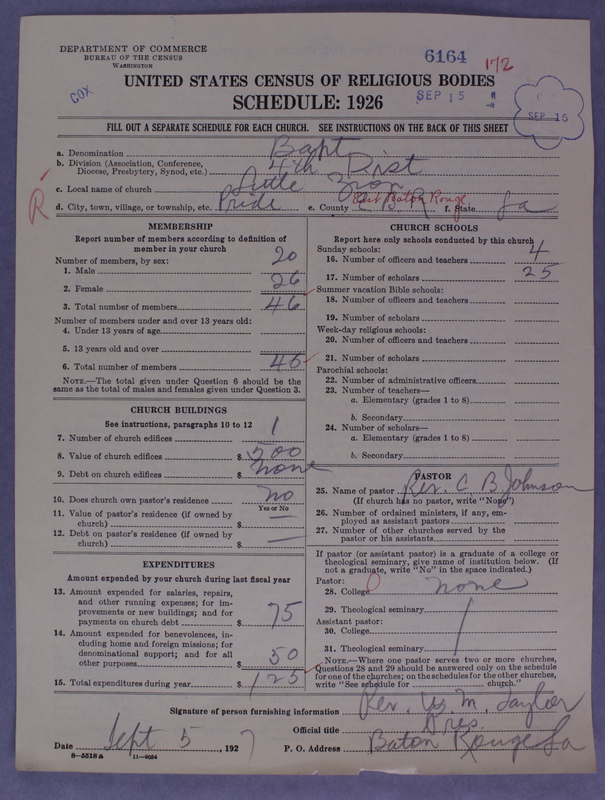 DEPARTMENT OF COMMERCE
BUREAU OF THE CENSUS
WASHINGTON
6164 172
COX
UNITED STATES CENSUS OF RELIGIOUS BODIES
SCHEDULE: 1926
SEP 15
SEP 15
FILL OUT A SEPARATE SCHEDULE FOR EACH CHURCH. SEE INSTRUCTIONS ON THE BACK OF THIS SHEET
a. Denomination Bapt
b. Division (Association, Conference, Diocese, Presbytery, Synod, etc.) 4th Dist
c. Local name of church Little Zion
R
d. City, town, village, or township, etc. Pride e. County East Baton Rouge E B R f. State La
MEMBERSHIP
Report number of members according to definition of
member in your church
Number of members, by sex:
1. Male 20
2. Female 26
3. Total number of members 46
Number of members under and over 13 years old:
4. Under 13 years of age
5. 13 years old and over
6. Total number of members 46
NOTE.—The total given under Question 6 should be the
same as the total of males and females given under Question 3.
CHURCH BUILDINGS
See instructions, paragraphs 10 to 12
7. Number of church edifices 1
8. Value of church edifices $ 500
9. Debt on church edifices $ none
10. Does church own pastor's residence no
Yes or No
11. Value of pastor's residence (if owned by
church) $ —
12. Debt on pastor's residence (if owned by
church) $ —
EXPENDITURES
Amount expended by your church during last fiscal year
13. Amount expended for salaries, repairs,
and other running expenses; for im-
provements or new buildings; and for
payments on church debt $ 75
14. Amount expended for benevolences, in-
cluding home and foreign missions; for
denominational support; and for all
other purposes $ 50
15. Total expenditures during year $ 125
CHURCH SCHOOLS
Report here only schools conducted by this church
Sunday schools:
16. Number of officers and teachers 4
17. Number of scholars 25
Summer vacation Bible schools:
18. Number of officers and teachers
19. Number of scholars
Week-day religious schools:
20. Number of officers and teachers
21. Number of scholars
Parochial schools:
22. Number of administrative officers
23. Number of teachers—
a. Elementary (grades 1 to 8)
b. Secondary
24. Number of scholars—
a. Elementary (grades 1 to 8)
b. Secondary
PASTOR
25. Name of pastor Rev. C. B. Johnson
(If church has no pastor, write "None")
26. Number of ordained ministers, if any, em-
ployed as assistant pastors
27. Number of other churches served by the
pastor or his assistants
If pastor (or assistant pastor) is a graduate of a college or
theological seminary, give name of institution below. (If
not a graduate, write "No" in the space indicated.)
Pastor:
28. College 0 none
29. Theological seminary
Assistant pastor:
30. College
31. Theological seminary
NOTE.—Where one pastor serves two or more churches,
Questions 28 and 29 should be answered only on the schedule
for one of the churches; on the schedules for the other churches,
write "See schedule for church."
Signature of person furnishing information Rev. W. M. Taylor
Official title Pres.
Date Sept 5, 1927 P. O. Address Baton Rouge La
8—5518 a 11—9034